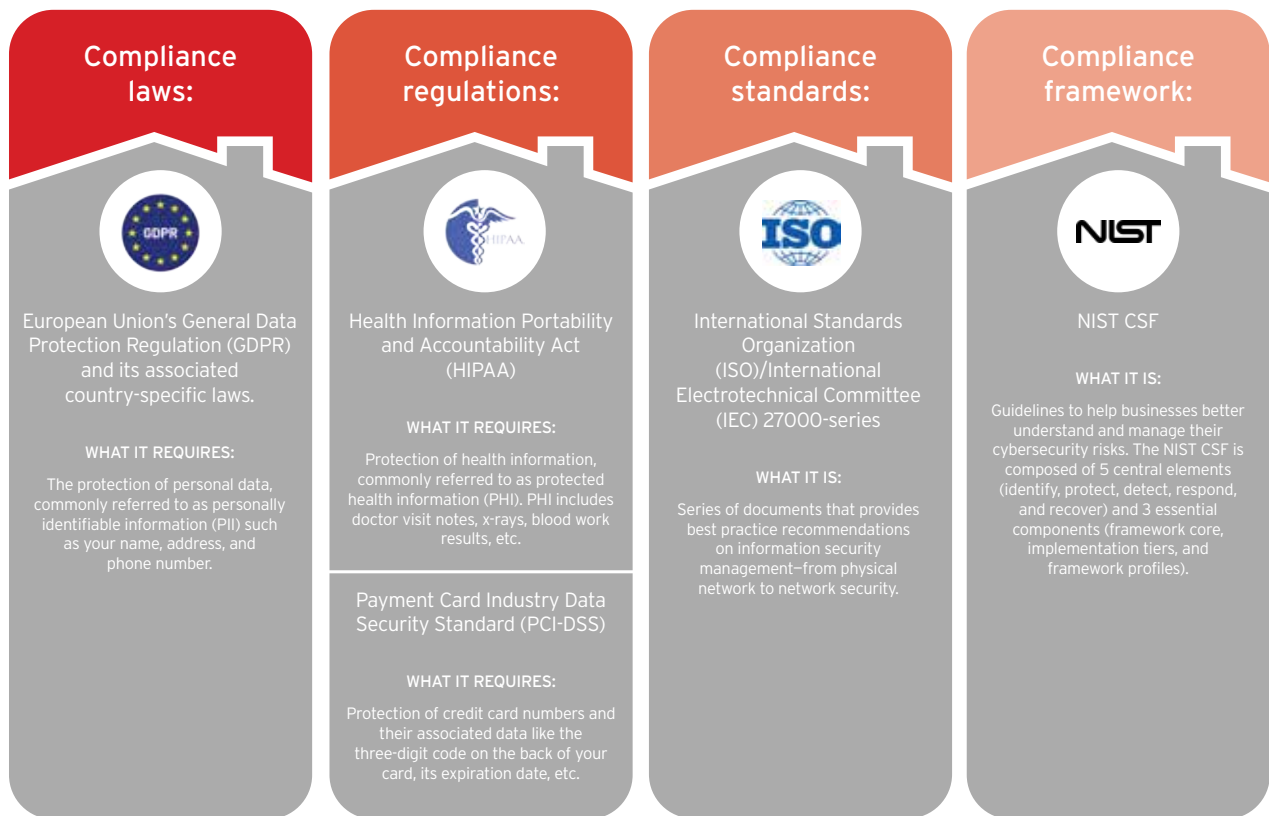 Compliance
laws:
GDPR
European Union’s General Data
Protection Regulation (GDPR)
and its associated
country-specific laws.
WHAT IT REQUIRES:
The protection of personal data,
commonly referred to as personally
identifiable information (PII) such
as your name, address, and
phone number.
Compliance
regulations:
HIPAA
Health Information Portability
and Accountability Act
(HIPAA)
WHAT IT REQUIRES:
Protection of health information,
commonly referred to as protected
health information (PHI). PHI includes
doctor visit notes, x-rays, blood work
results, etc.
Payment Card Industry Data
Security Standard (PCI-DSS)
WHAT IT REQUIRES:
Protection of credit card numbers and
their associated data like the
three-digit code on the back of your
card, its expiration date, etc.
Compliance
standards:
ISO
International Standards
Organization
(ISO)/International
Electrotechnical Committee
(IEC) 27000-series
WHAT IT IS:
Series of documents that provides
best practice recommendations
on information security
management—from physical
network to network security.
Compliance
framework:
NIST
NIST CSF
WHAT IT IS:
Guidelines to help businesses better
understand and manage their
cybersecurity risks. The NIST CSF is
composed of 5 central elements
(identify, protect, detect, respond,
and recover) and 3 essential
components (framework core,
implementation tiers, and
framework profiles).